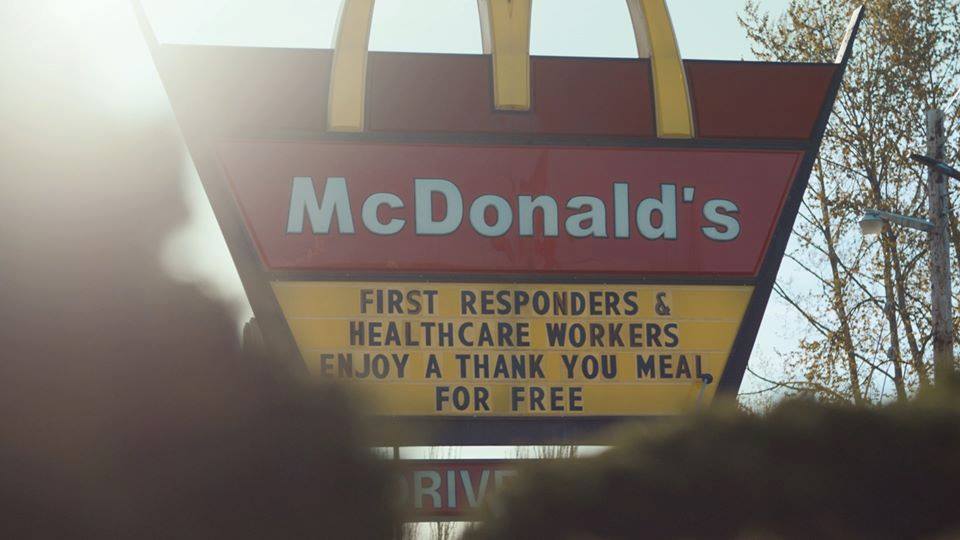 McDonald's
FIRST RESPONDERS &
HEALTHCARE WORKERS
ENJOY A THANK YOU MEAL
FOR FREE